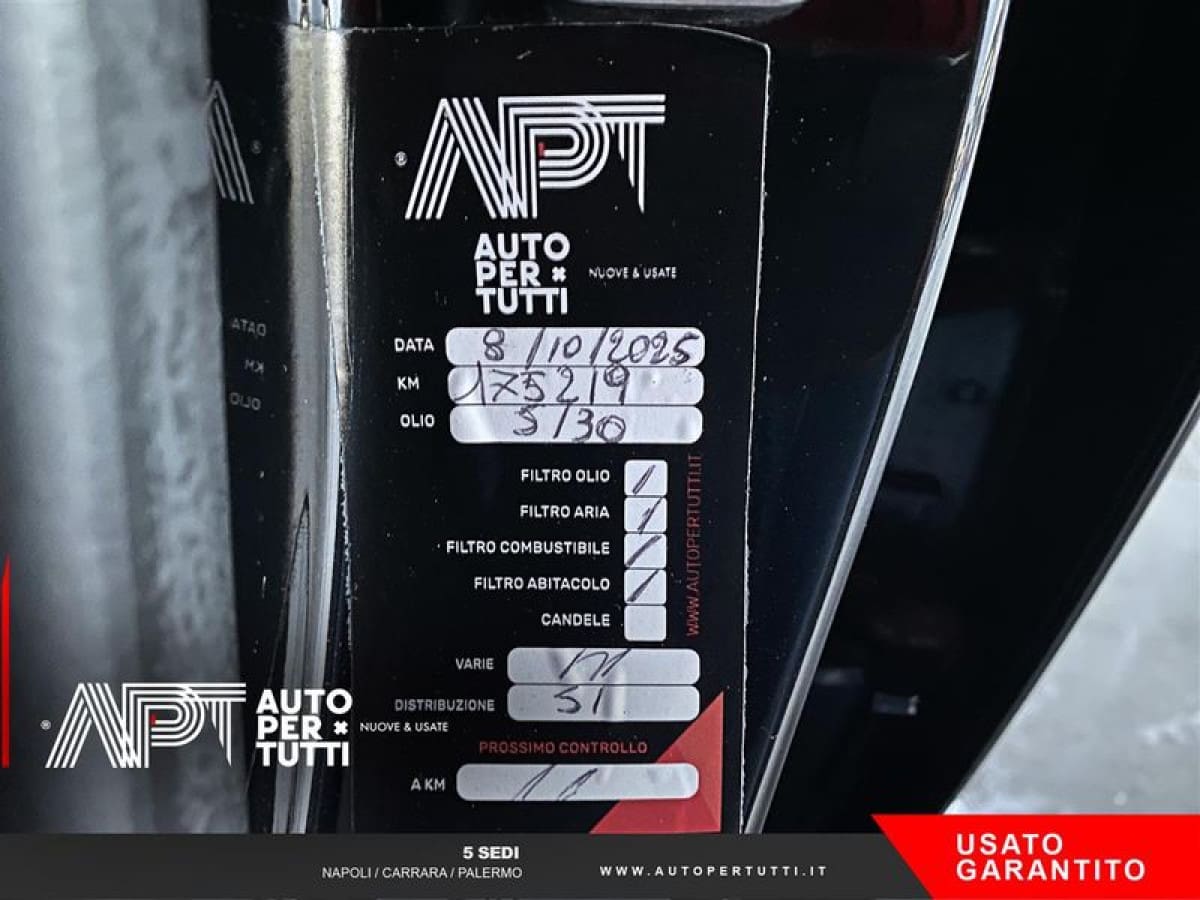 APT
®
AUTO
PER
TUTTI
NUOVE & USATE
DATA 8/10/2025
KM 175219
OLIO 5/30
FILTRO OLIO /
FILTRO ARIA /
FILTRO COMBUSTIBILE /
FILTRO ABITACOLO /
CANDELE
WWW.AUTOPERTUTTI.IT
VARIE
DISTRIBUZIONE SI
PROSSIMO CONTROLLO
A KM
APT
®
AUTO
PER
TUTTI
NUOVE & USATE
5 SEDI
NAPOLI / CARRARA / PALERMO
WWW.AUTOPERTUTTI.IT
USATO
GARANTITO